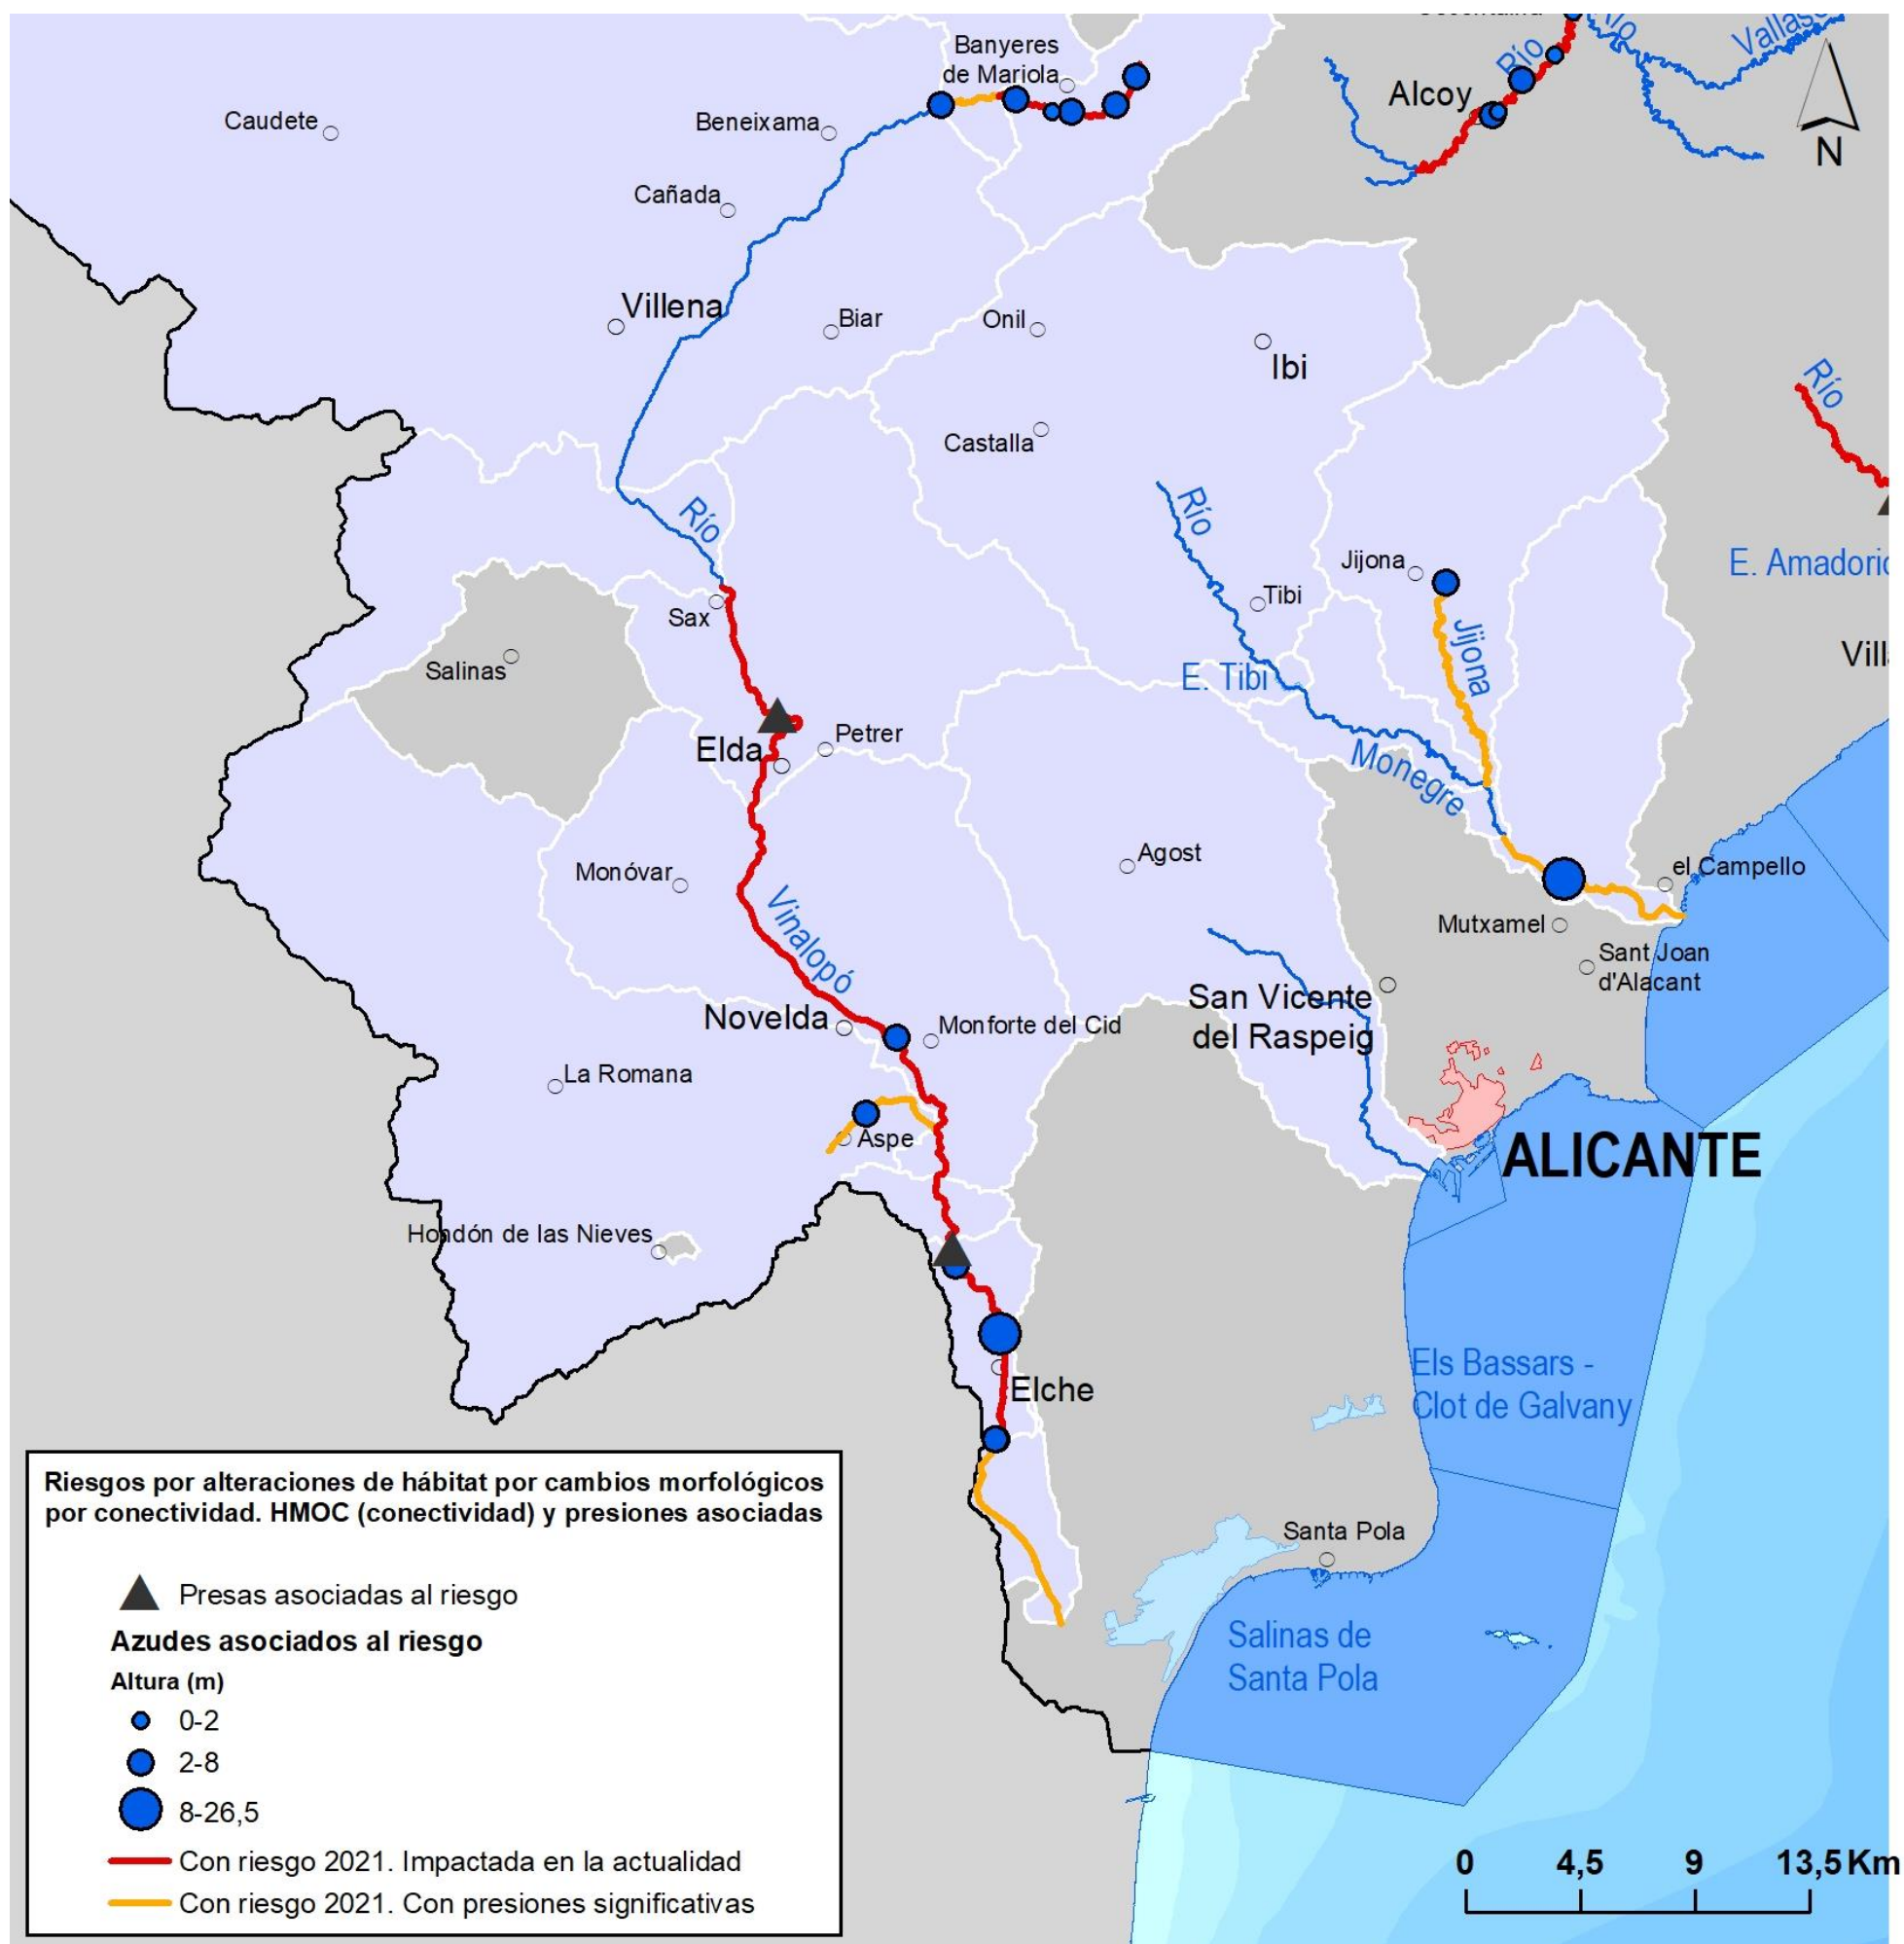 Banyeres
de Mariola
Río
Vallas
Río
Alcoy
N
Caudete
Beneixama
Cañada
Villena
Biar
Onil
Ibi
Río
Castalla
Río
Río
Jijona
E. Amadorio
Sax
Tibi
Jijona
Salinas
E. Tibi
Villa
Elda
Petrer
Monegre
Monóvar
Agost
el Campello
Vinalopó
Mutxamel
Sant Joan
d'Alacant
San Vicente
del Raspeig
Novelda
Monforte del Cid
La Romana
Aspe
ALICANTE
Hondón de las Nieves
Elche
Els Bassars -
Clot de Galvany
Santa Pola
Salinas de
Santa Pola
Riesgos por alteraciones de hábitat por cambios morfológicos
por conectividad. HMOC (conectividad) y presiones asociadas
Presas asociadas al riesgo
Azudes asociados al riesgo
Altura (m)
0-2
2-8
8-26,5
Con riesgo 2021. Impactada en la actualidad
Con riesgo 2021. Con presiones significativas
0 4,5 9 13,5 Km